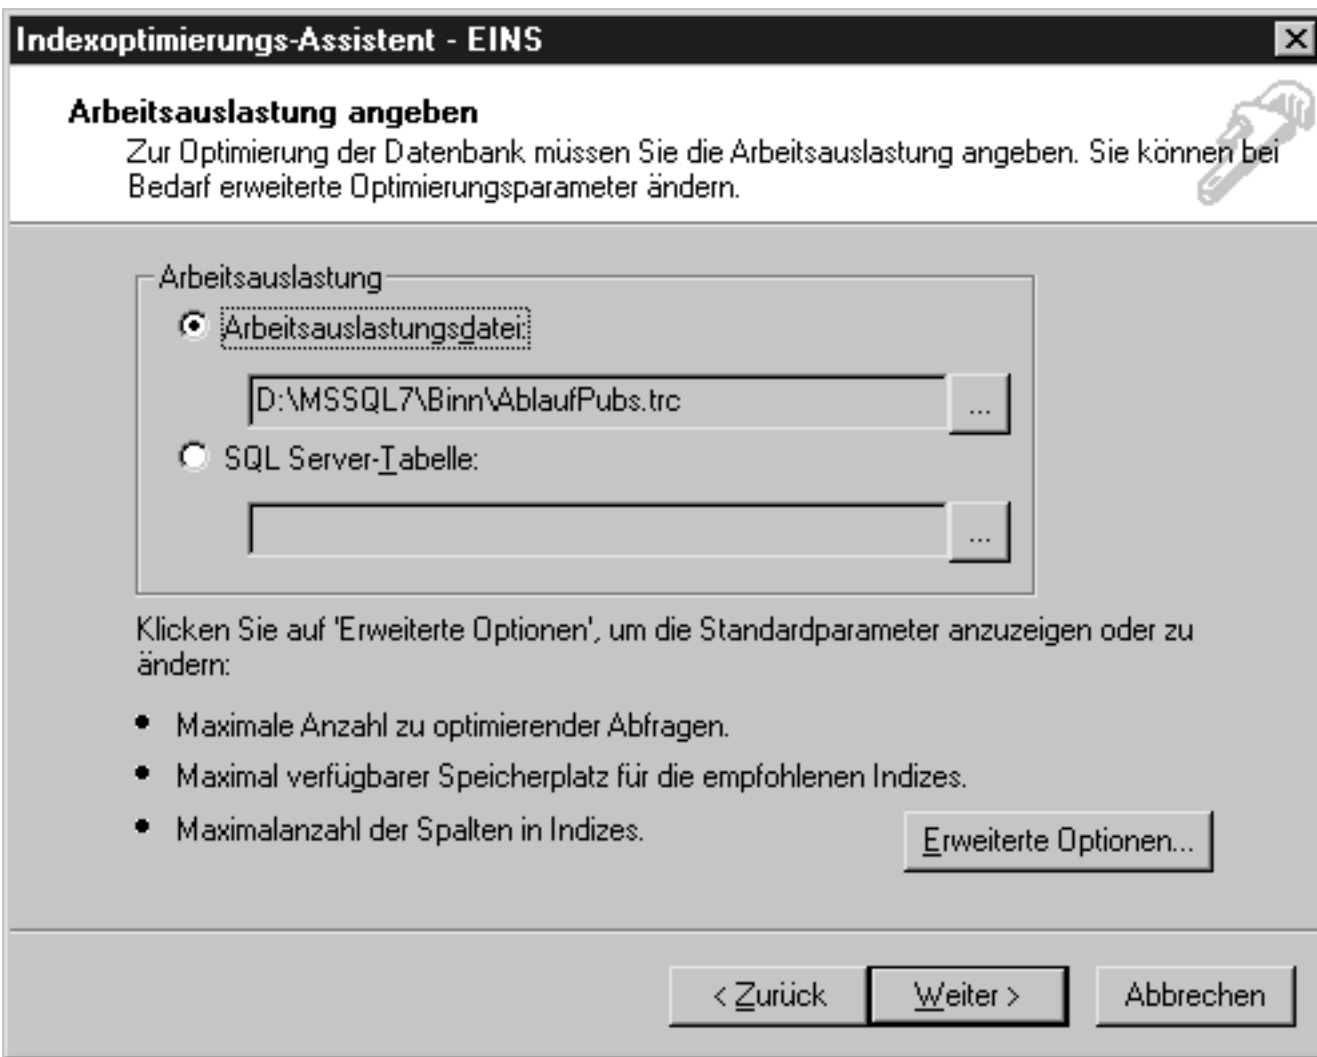 Indexoptimierungs-Assistent - EINS
Arbeitsauslastung angeben
Zur Optimierung der Datenbank müssen Sie die Arbeitsauslastung angeben. Sie können bei
Bedarf erweiterte Optimierungsparameter ändern.
Arbeitsauslastung
Arbeitsauslastungsdatei:
D:\MSSQL7\Binn\AblaufPubs.trc
...
SQL Server-Tabelle:
...
Klicken Sie auf 'Erweiterte Optionen', um die Standardparameter anzuzeigen oder zu
ändern:
• Maximale Anzahl zu optimierender Abfragen.
• Maximal verfügbarer Speicherplatz für die empfohlenen Indizes.
• Maximalanzahl der Spalten in Indizes.
Erweiterte Optionen...
< Zurück
Weiter >
Abbrechen